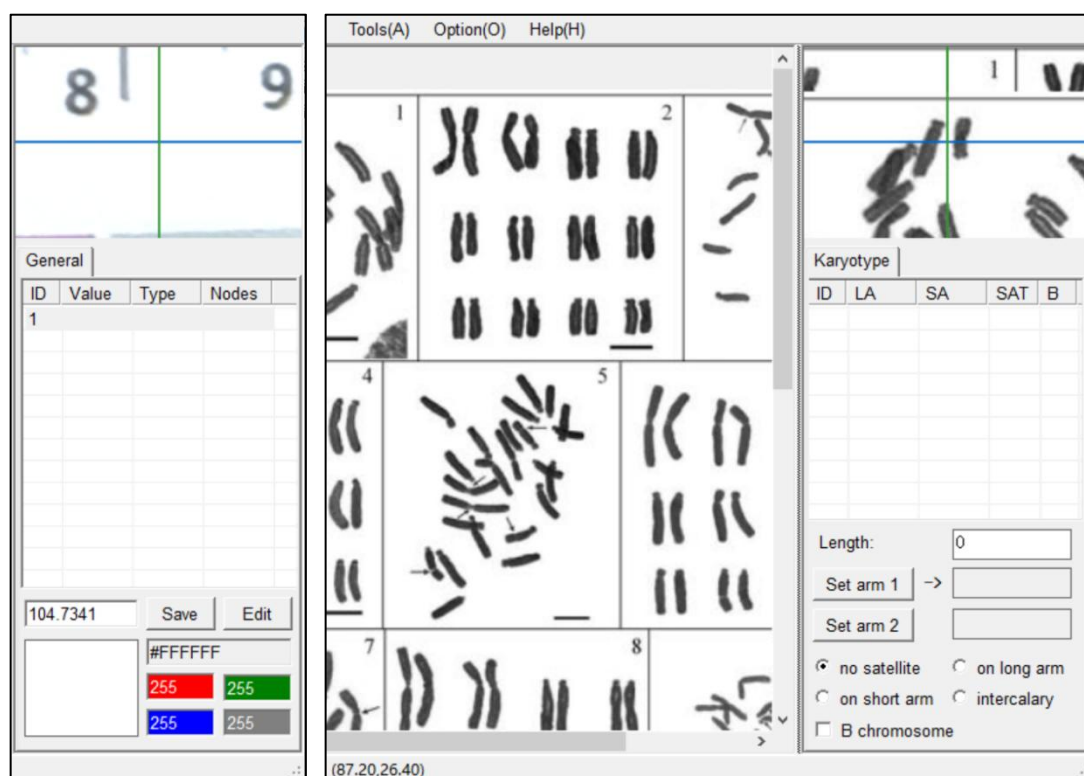 8 9
General
ID Value Type Nodes
1
104.7341 Save Edit
#FFFFFF
255 255
255 255
Tools(A) Option(O) Help(H)
1 2
4 5
7 8
(87.20,26.40)
1
Karyotype
ID LA SA SAT B
Length: 0
Set arm 1 ->
Set arm 2
no satellite on long arm
on short arm intercalary
B chromosome